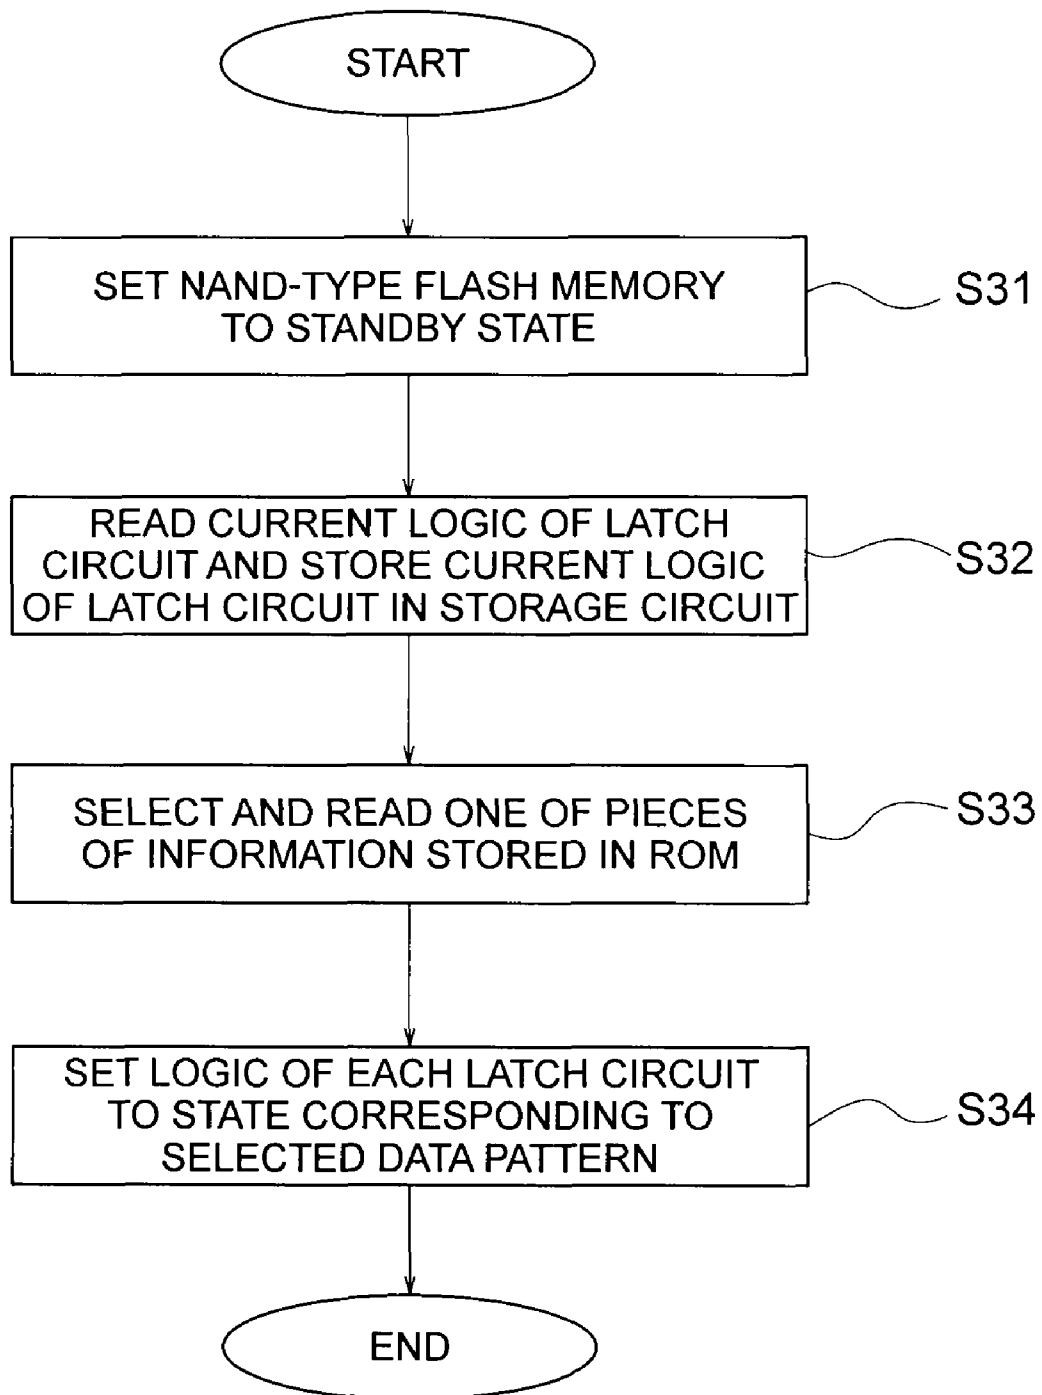 START
SET NAND-TYPE FLASH MEMORY
TO STANDBY STATE
S31
READ CURRENT LOGIC OF LATCH
CIRCUIT AND STORE CURRENT LOGIC
OF LATCH CIRCUIT IN STORAGE CIRCUIT
S32
SELECT AND READ ONE OF PIECES
OF INFORMATION STORED IN ROM
S33
SET LOGIC OF EACH LATCH CIRCUIT
TO STATE CORRESPONDING TO
SELECTED DATA PATTERN
S34
END